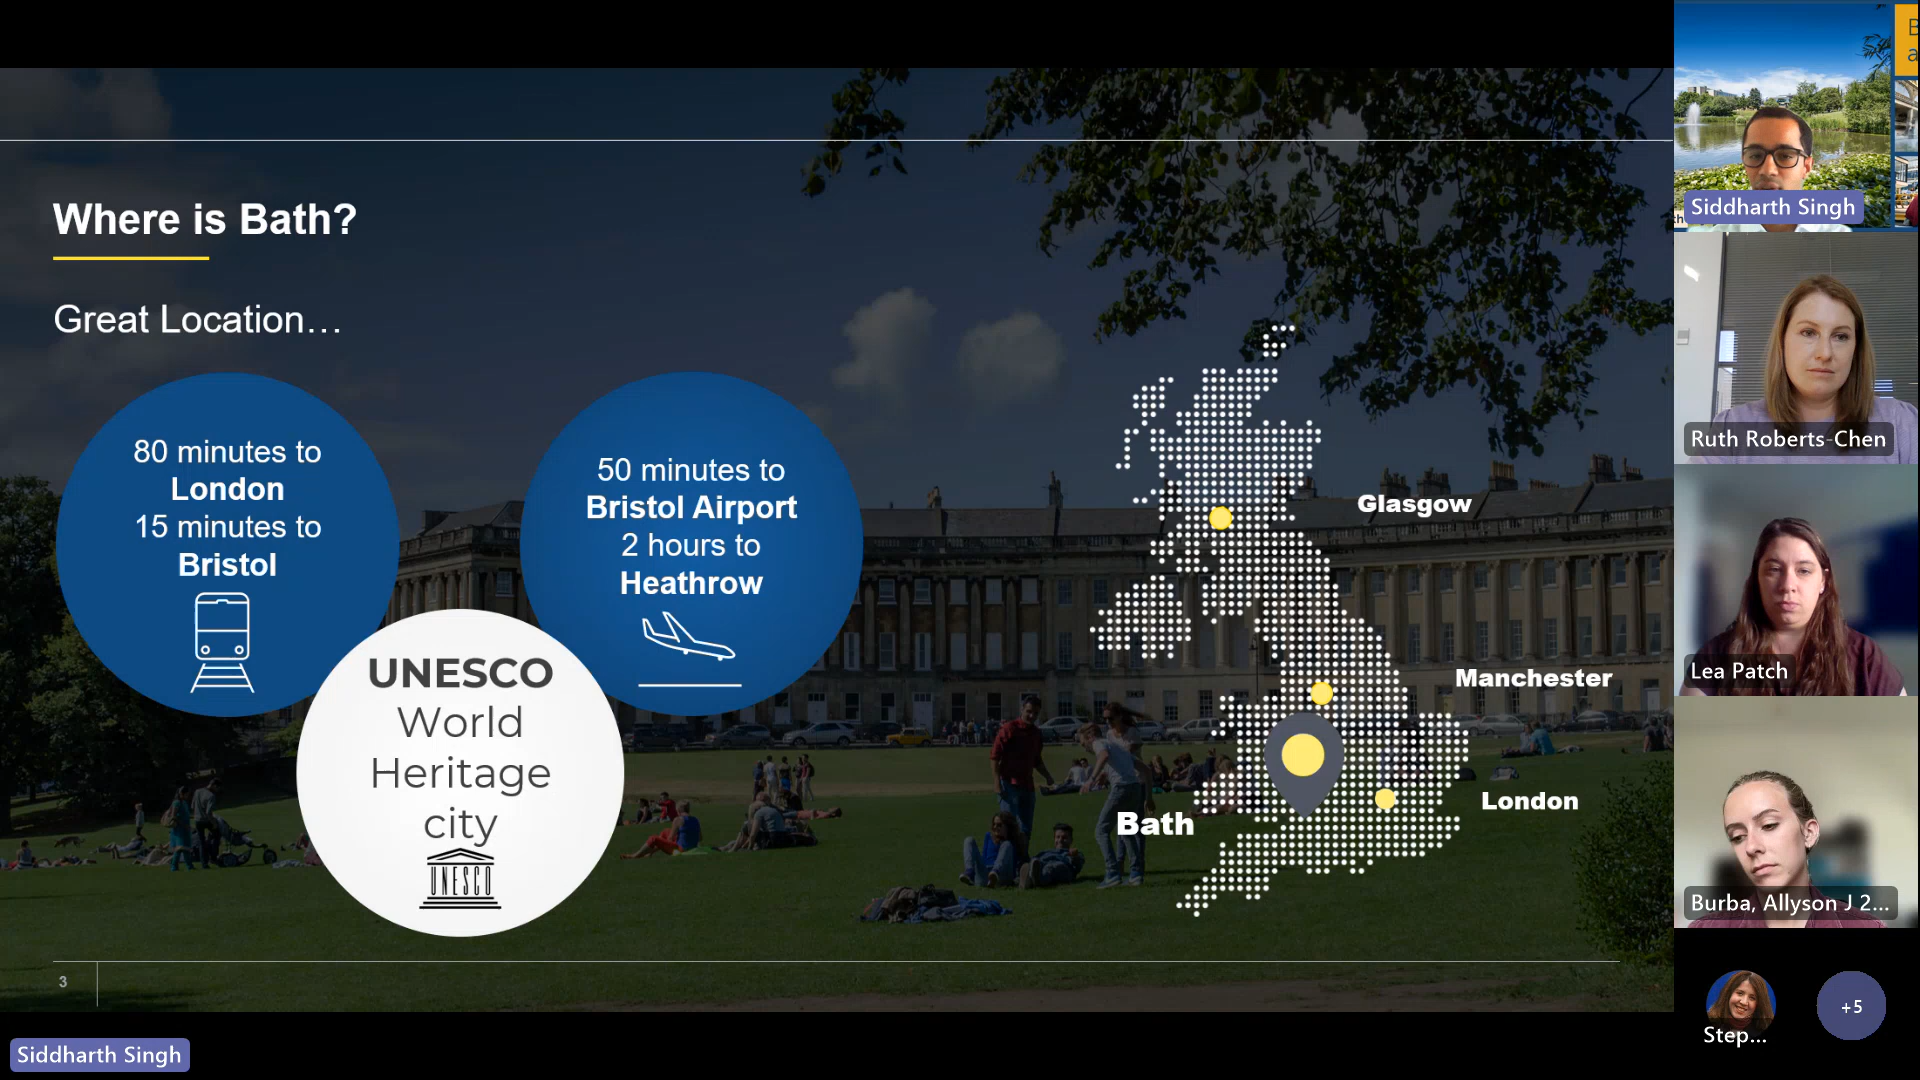 Where is Bath?
Great Location…
80 minutes to
London
15 minutes to
Bristol
50 minutes to
Bristol Airport
2 hours to
Heathrow
UNESCO
World
Heritage
city
UNESCO
Glasgow
Manchester
London
Bath
3
Siddharth Singh
Siddharth Singh
Ruth Roberts-Chen
Lea Patch
Burba, Allyson J 2...
Step...
+5